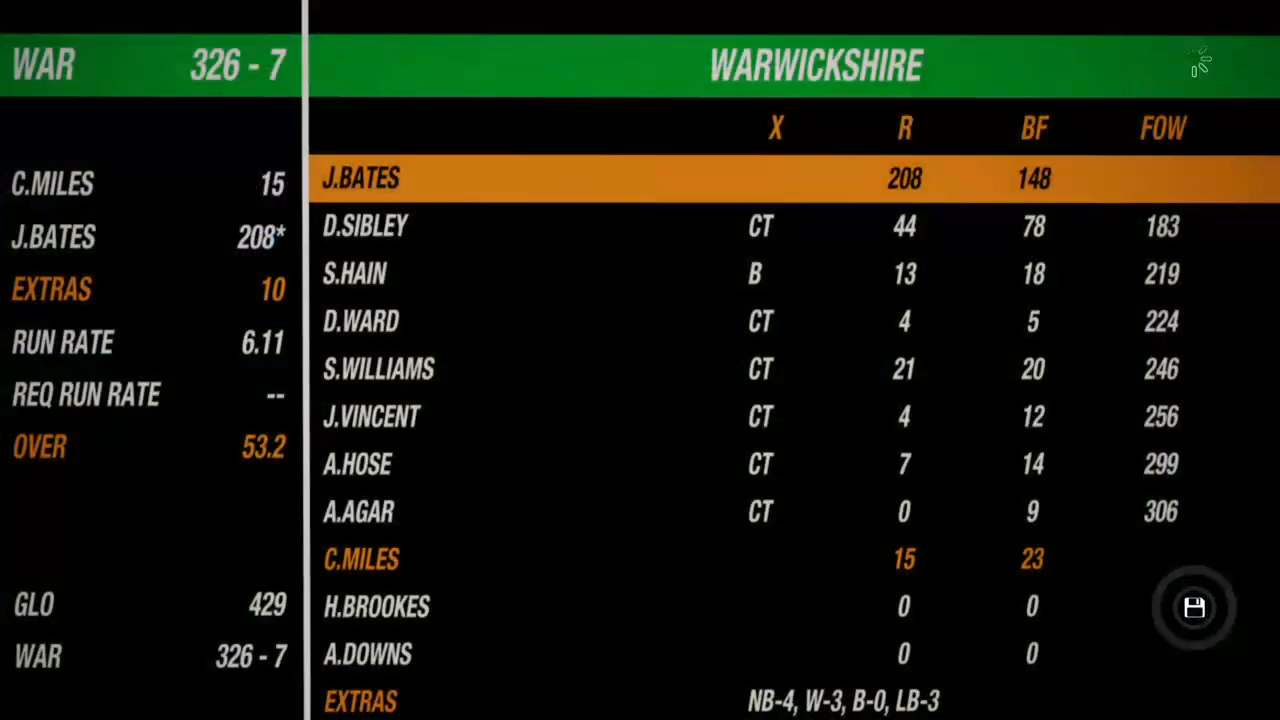 WAR 326 - 7
C.MILES 15
J.BATES 208*
EXTRAS 10
RUN RATE 6.11
REQ RUN RATE --
OVER 53.2
GLO 429
WAR 326 - 7
WARWICKSHIRE
X R BF FOW
J.BATES 208 148
D.SIBLEY CT 44 78 183
S.HAIN B 13 18 219
D.WARD CT 4 5 224
S.WILLIAMS CT 21 20 246
J.VINCENT CT 4 12 256
A.HOSE CT 7 14 299
A.AGAR CT 0 9 306
C.MILES 15 23
H.BROOKES 0 0
A.DOWNS 0 0
EXTRAS NB-4, W-3, B-0, LB-3